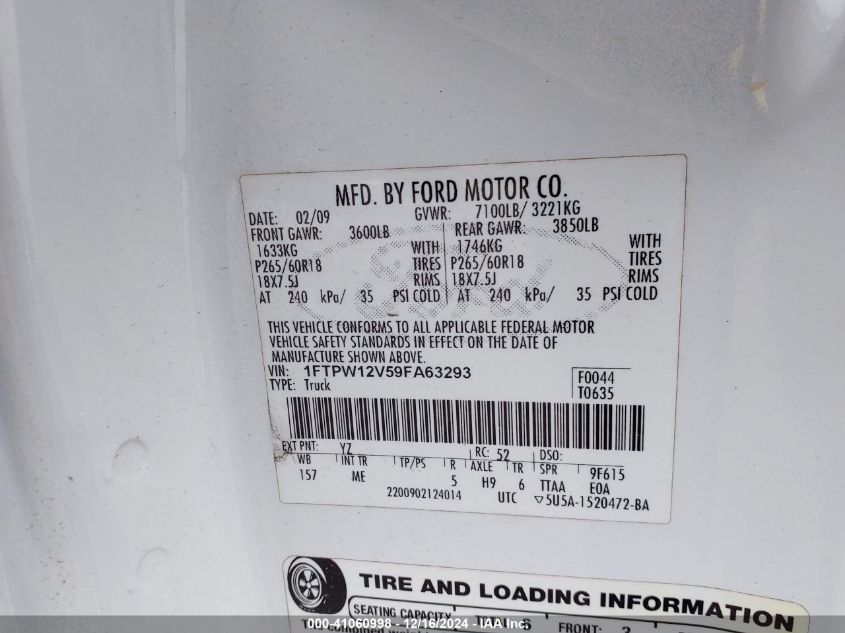 MFD. BY FORD MOTOR CO.
DATE: 02/09 GVWR: 7100LB/ 3221KG
FRONT GAWR: 3600LB REAR GAWR: 3850LB
1633KG WITH 1746KG WITH
P265/60R18 TIRES P265/60R18 TIRES
18X7.5J RIMS 18X7.5J RIMS
AT 240 kPa/ 35 PSI COLD AT 240 kPa/ 35 PSI COLD
THIS VEHICLE CONFORMS TO ALL APPLICABLE FEDERAL MOTOR
VEHICLE SAFETY STANDARDS IN EFFECT ON THE DATE OF
MANUFACTURE SHOWN ABOVE.
VIN: 1FTPW12V59FA63293 F0044
TYPE: Truck T0635
EXT PNT: YZ RC: 52 DSO:
WB INT TR TP/PS R AXLE TR SPR 9F615
157 ME 5 H9 6 TTAA E0A
2200902124014 UTC ▽5U5A-1520472-BA
TIRE AND LOADING INFORMATION
SEATING CAPACITY TOTAL 6 FRONT: 3
000-41060998 - 12/16/2024 - IAA Inc.